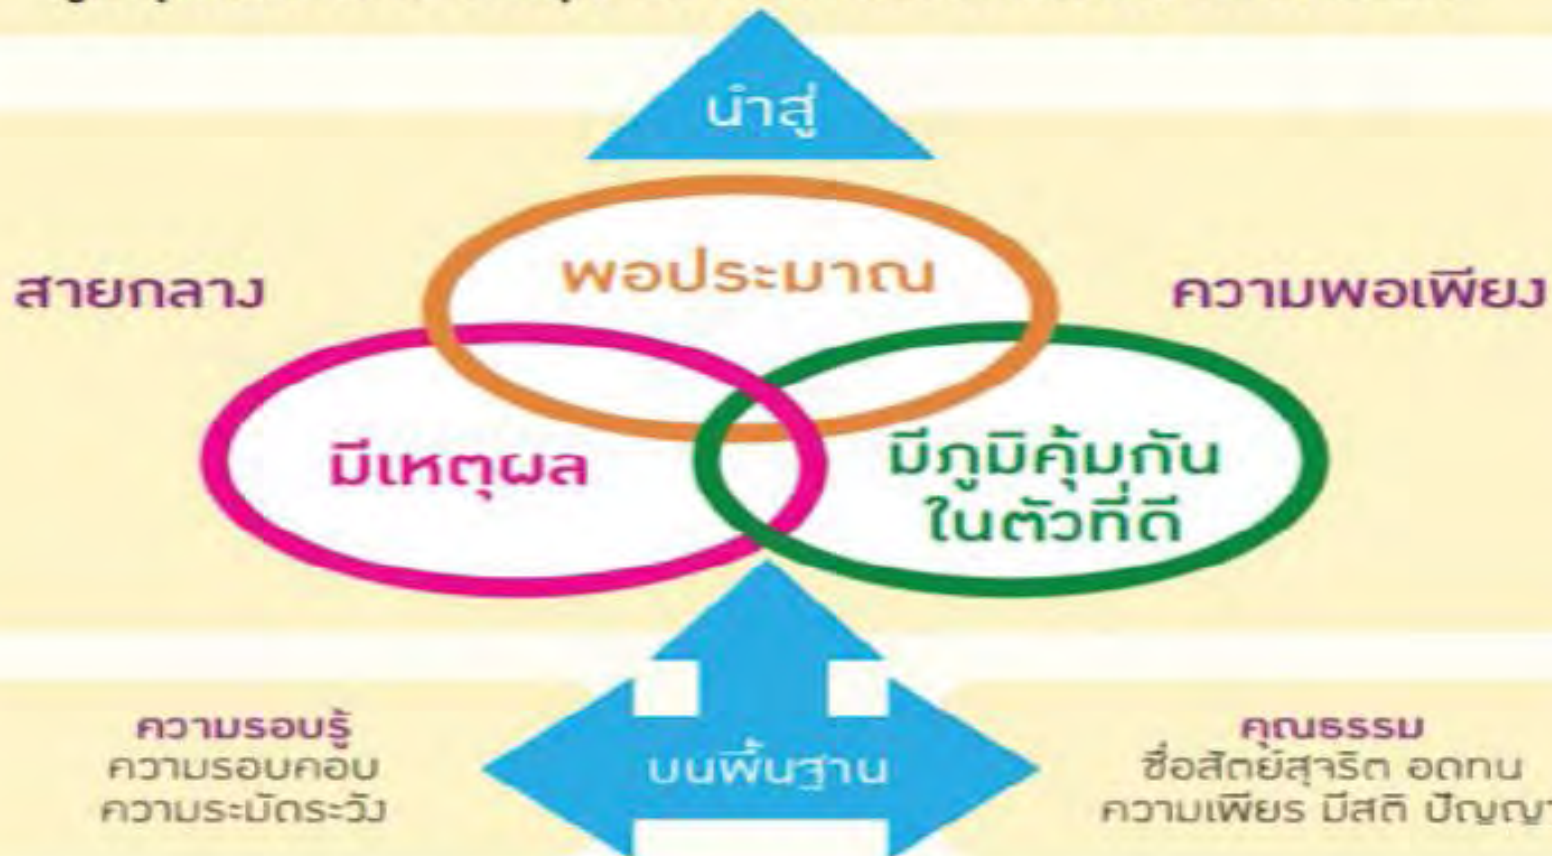 นำสู่
พอประมาณ
สายกลาง
ความพอเพียง
มีเหตุผล
มีภูมิคุ้มกัน
ในตัวที่ดี
บนพื้นฐาน
ความรอบรู้
ความรอบคอบ
ความระมัดระวัง
คุณธรรม
ซื่อสัตย์สุจริต อดทน
ความเพียร มีสติ ปัญญา